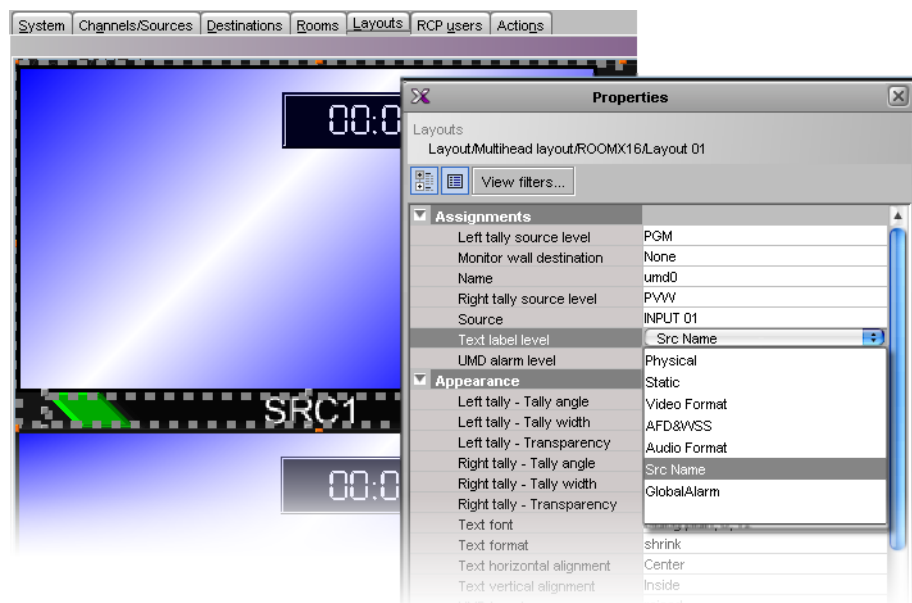 System Channels/Sources Destinations Rooms Layouts RCP users Actions
00:0
SRC1
00:0
Properties
Layouts
Layout/Multihead layout/ROOMX16/Layout 01
View filters...
Assignments
Left tally source level PGM
Monitor wall destination None
Name umd0
Right tally source level PVW
Source INPUT 01
Text label level Src Name
UMD alarm level
Physical
Static
Video Format
AFD&WSS
Audio Format
Src Name
GlobalAlarm
Appearance
Left tally - Tally angle
Left tally - Tally width
Left tally - Transparency
Right tally - Tally angle
Right tally - Tally width
Right tally - Transparency
Text font
Text format shrink
Text horizontal alignment Center
Text vertical alignment Inside